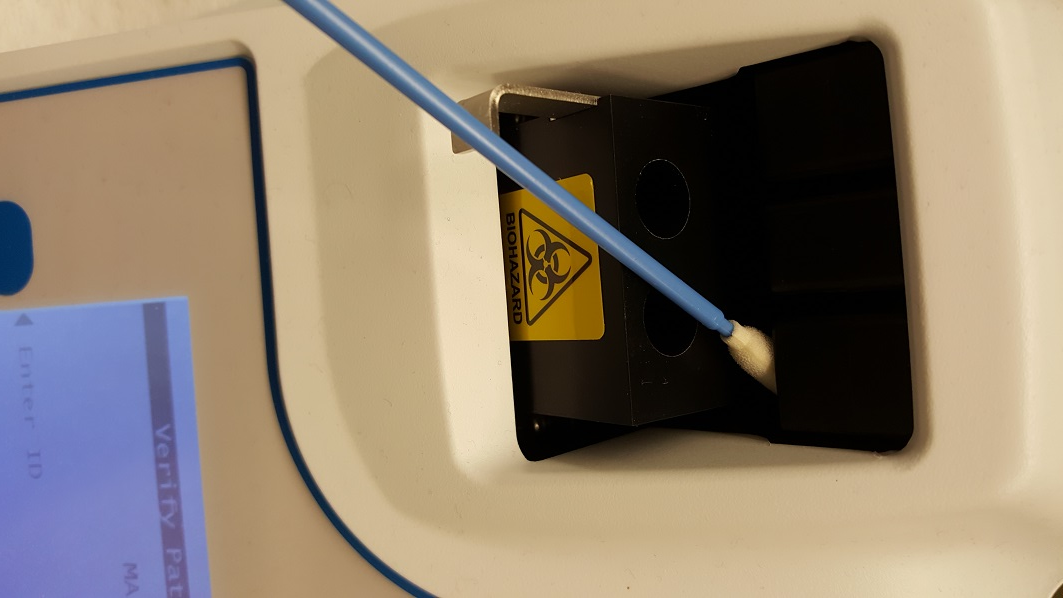 BIOHAZARD
Verify Pat
Enter ID
MA